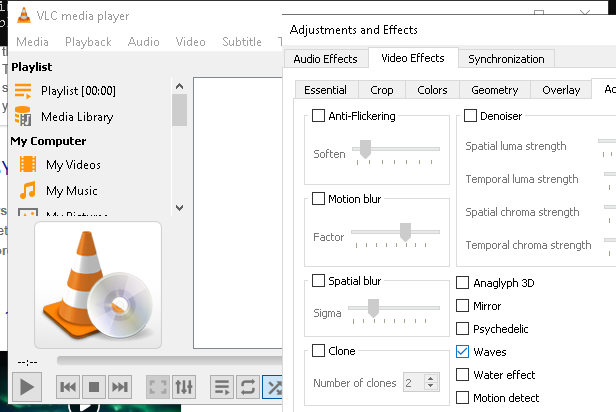 VLC media player
Media Playback Audio Video Subtitle
Playlist
Playlist [00:00]
Media Library
My Computer
My Videos
My Music
--:--
Adjustments and Effects
Audio Effects Video Effects Synchronization
Essential Crop Colors Geometry Overlay
Anti-Flickering
Soften
Motion blur
Factor
Spatial blur
Sigma
Clone
Number of clones 2
Denoiser
Spatial luma strength
Temporal luma strength
Spatial chroma strength
Temporal chroma strength
Anaglyph 3D
Mirror
Psychedelic
Waves
Water effect
Motion detect